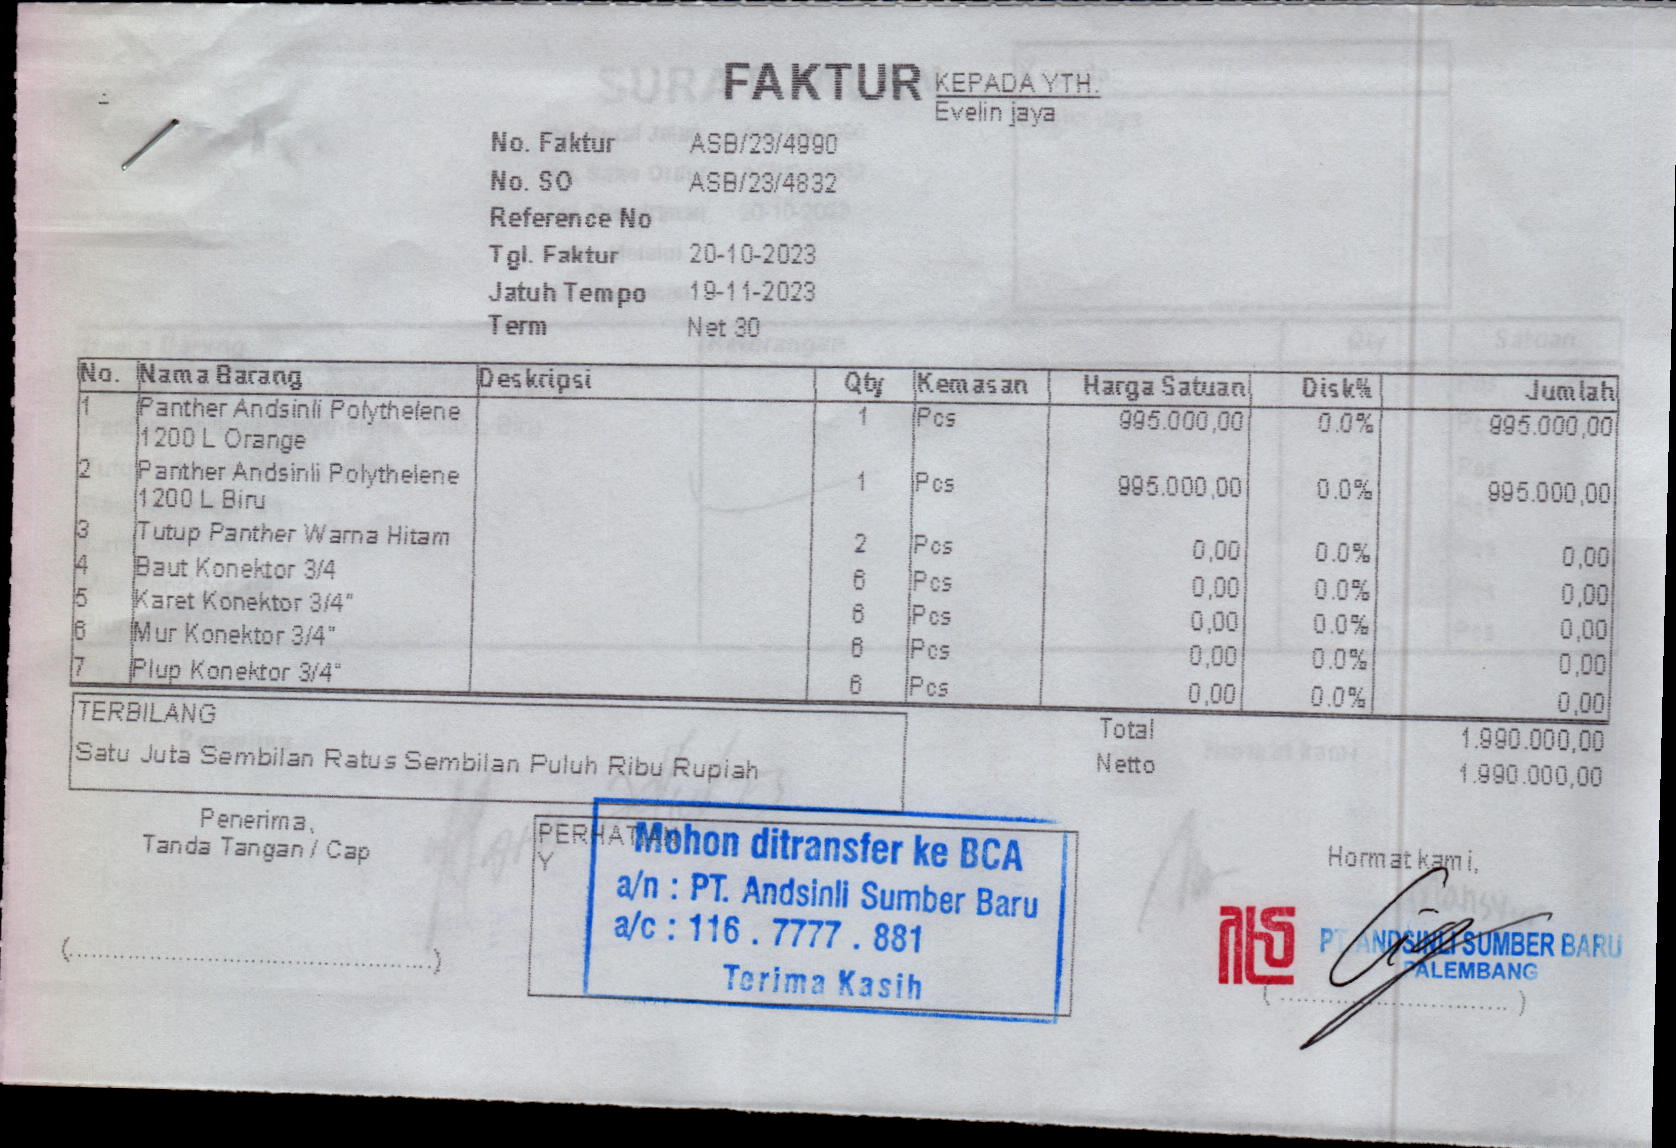 FAKTUR
KEPADA YTH.
Evelin jaya
No. Faktur ASB/23/4990
No. SO ASB/23/4832
Reference No
Tgl. Faktur 20-10-2023
Jatuh Tempo 19-11-2023
Term Net 30
No. Nama Barang Deskripsi Qty Kemasan Harga Satuan Disk% Jumlah
1 Panther Andsinli Polythelene 1 Pcs 995.000,00 0.0% 995.000,00
1200 L Orange
2 Panther Andsinli Polythelene 1 Pcs 995.000,00 0.0% 995.000,00
1200 L Biru
3 Tutup Panther Warna Hitam 2 Pcs 0,00 0.0% 0,00
4 Baut Konektor 3/4 6 Pcs 0,00 0.0% 0,00
5 Karet Konektor 3/4" 6 Pcs 0,00 0.0% 0,00
6 Mur Konektor 3/4" 6 Pcs 0,00 0.0% 0,00
7 Plup Konektor 3/4" 6 Pcs 0,00 0.0% 0,00
TERBILANG
Satu Juta Sembilan Ratus Sembilan Puluh Ribu Rupiah
Total 1.990.000,00
Netto 1.990.000,00
Penerima,
Tanda Tangan / Cap
(........................................)
PERHATIAN
Y
Mohon ditransfer ke BCA
a/n : PT. Andsinli Sumber Baru
a/c : 116 . 7777 . 881
Terima Kasih
Hormat kami,
PT ANDSINLI SUMBER BARU
PALEMBANG
(..............................)